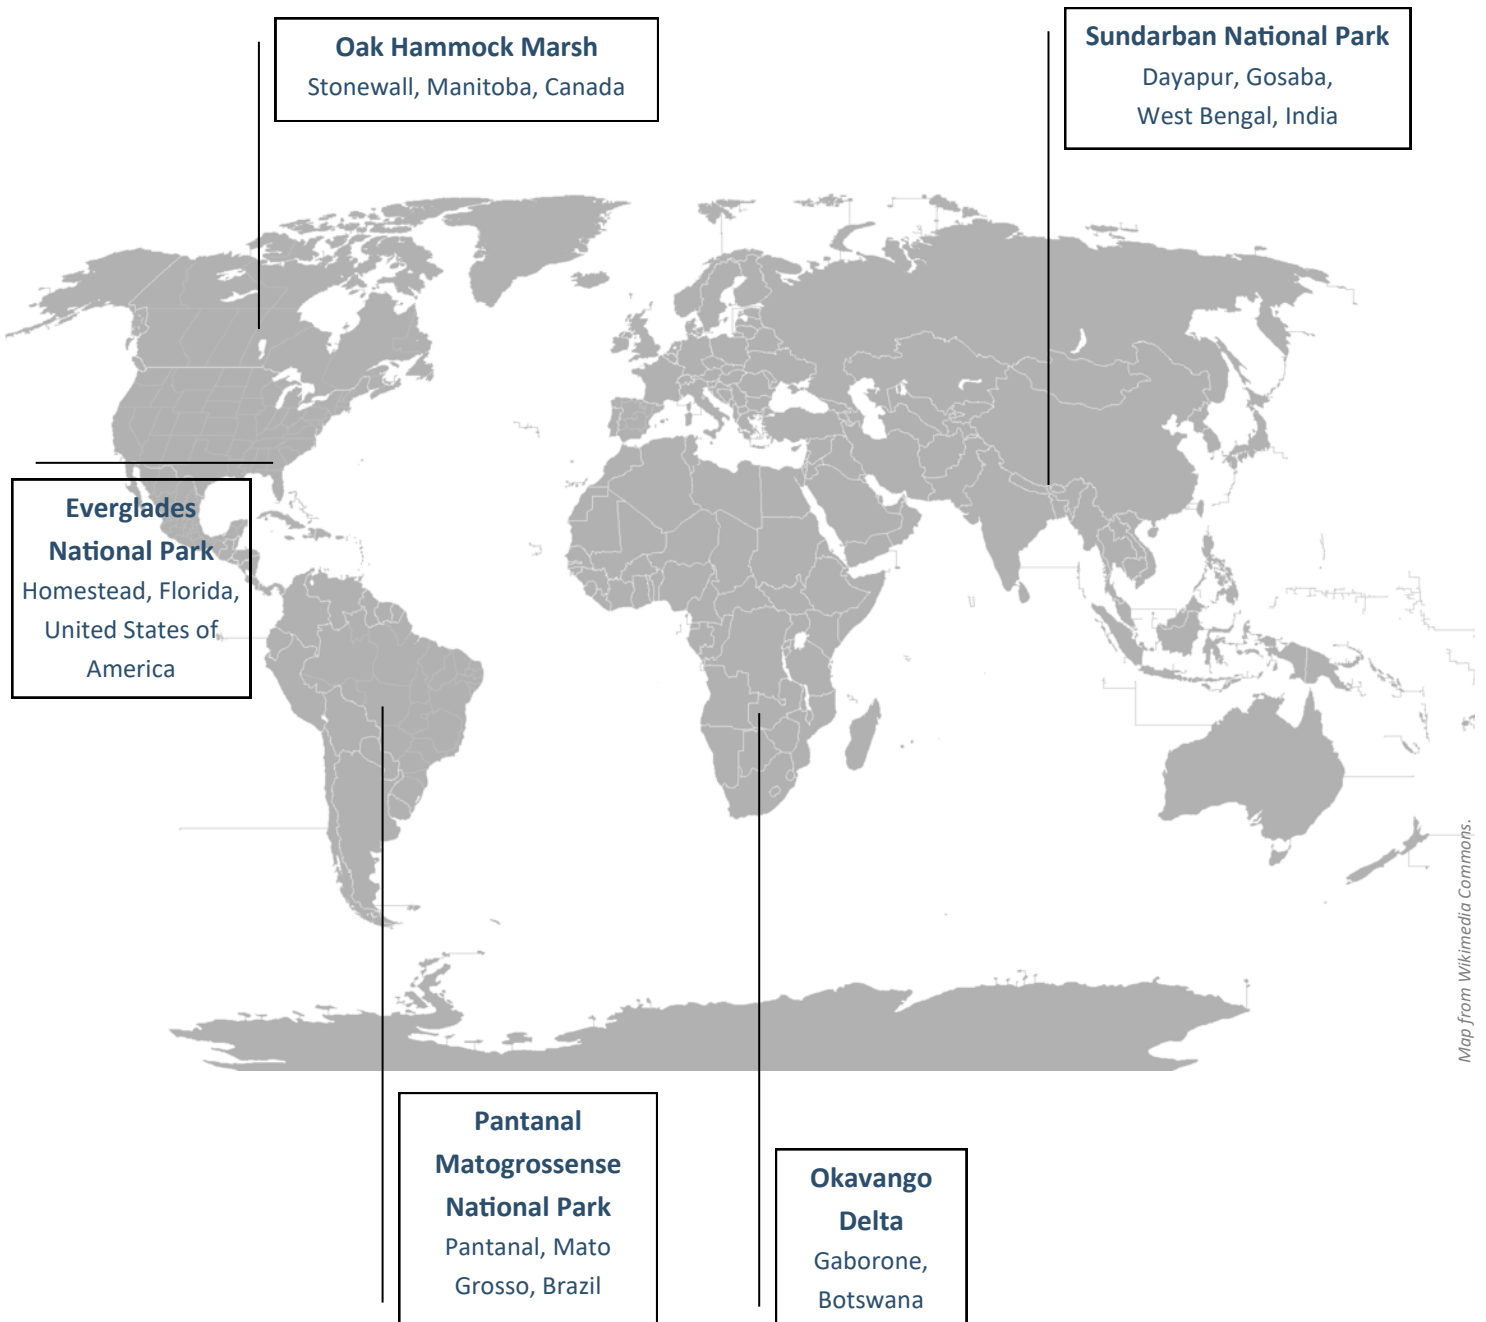 Oak Hammock Marsh
Stonewall, Manitoba, Canada
Sundarban National Park
Dayapur, Gosaba,
West Bengal, India
Everglades
National Park
Homestead, Florida,
United States of
America
Map from Wikimedia Commons.
Pantanal
Matogrossense
National Park
Pantanal, Mato
Grosso, Brazil
Okavango
Delta
Gaborone,
Botswana